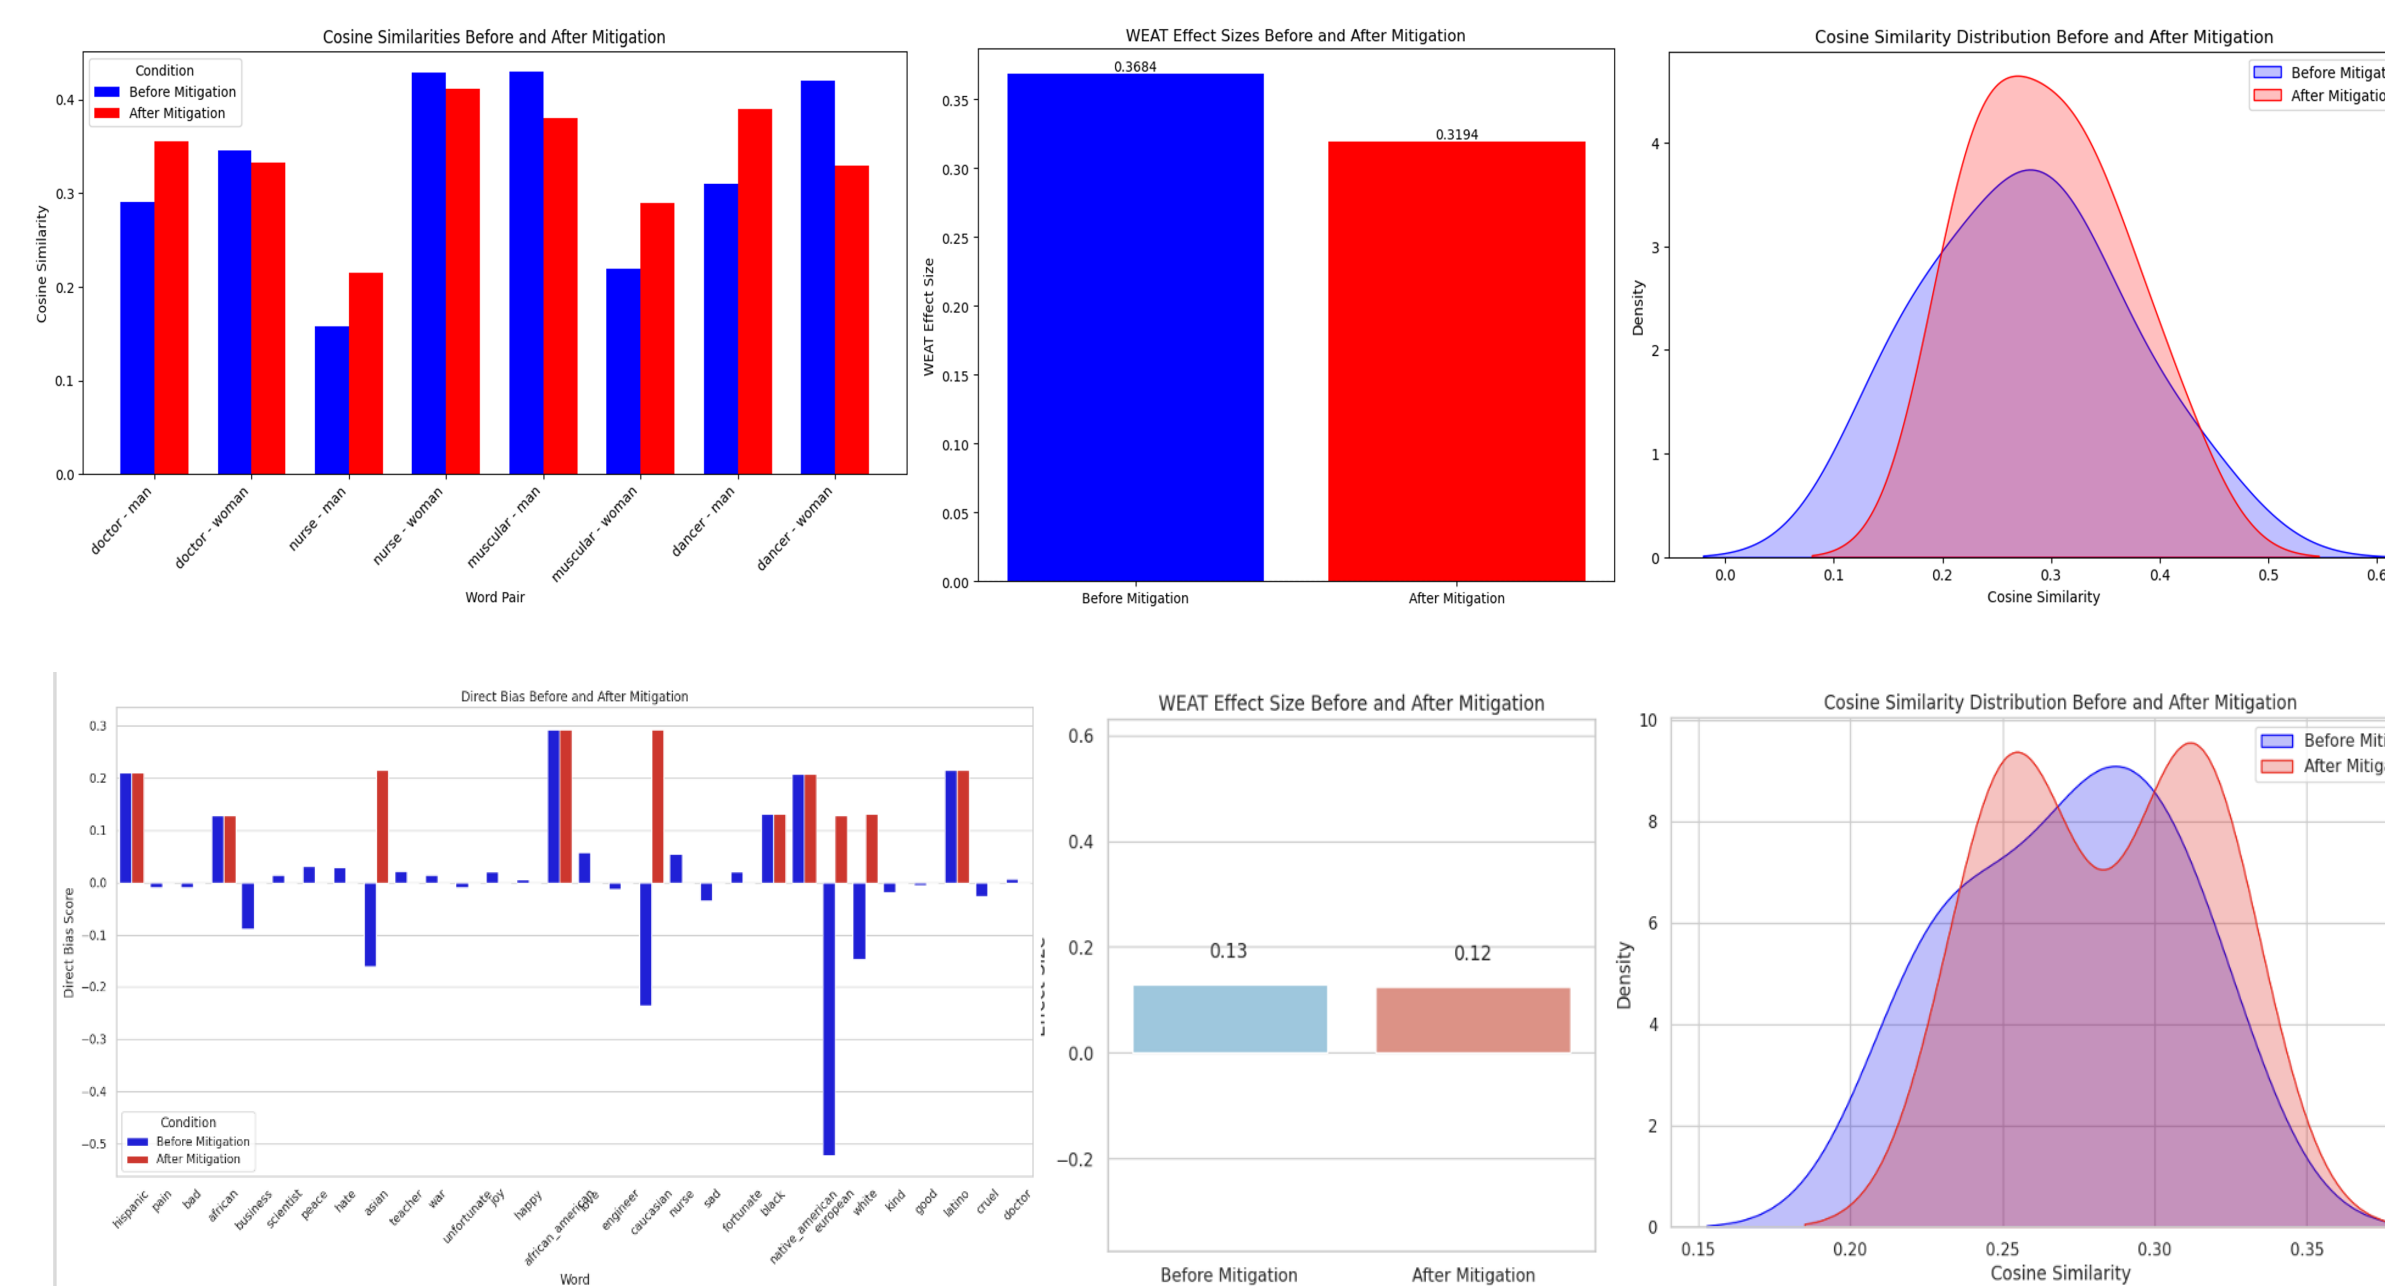 Cosine Similarities Before and After Mitigation
Condition
Before Mitigation
After Mitigation
0.4
0.3
0.2
0.1
0.0
Cosine Similarity
doctor - man
doctor - woman
nurse - man
nurse - woman
muscular - man
muscular - woman
dancer - man
dancer - woman
Word Pair
WEAT Effect Sizes Before and After Mitigation
0.3684
0.3194
0.35
0.30
0.25
0.20
0.15
0.10
0.05
0.00
WEAT Effect Size
Before Mitigation
After Mitigation
Cosine Similarity Distribution Before and After Mitigation
Before Mitigat
After Mitigatio
4
3
2
1
0
Density
0.0
0.1
0.2
0.3
0.4
0.5
0.6
Cosine Similarity
Direct Bias Before and After Mitigation
0.3
0.2
0.1
0.0
−0.1
−0.2
−0.3
−0.4
−0.5
Direct Bias Score
Condition
Before Mitigation
After Mitigation
hispanic
pain
bad
african
business
scientist
peace
hate
asian
teacher
war
unfortunate
joy
happy
african_american
love
engineer
caucasian
nurse
sad
fortunate
black
native_american
european
white
kind
good
latino
cruel
doctor
Word
WEAT Effect Size Before and After Mitigation
0.6
0.4
0.2
0.0
−0.2
0.13
0.12
Before Mitigation
After Mitigation
Cosine Similarity Distribution Before and After Mitigation
Before Miti
After Mitig
10
8
6
4
2
0
Density
0.15
0.20
0.25
0.30
0.35
Cosine Similarity